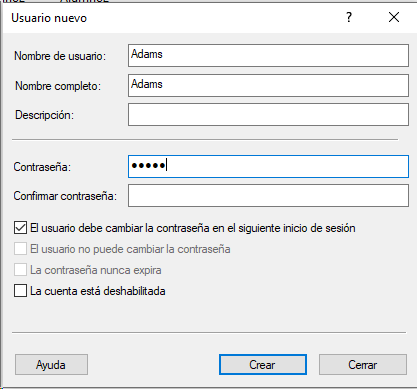 Usuario nuevo
Nombre de usuario: Adams
Nombre completo: Adams
Descripción:
Contraseña: •••••
Confirmar contraseña:
El usuario debe cambiar la contraseña en el siguiente inicio de sesión
El usuario no puede cambiar la contraseña
La contraseña nunca expira
La cuenta está deshabilitada
Ayuda Crear Cerrar